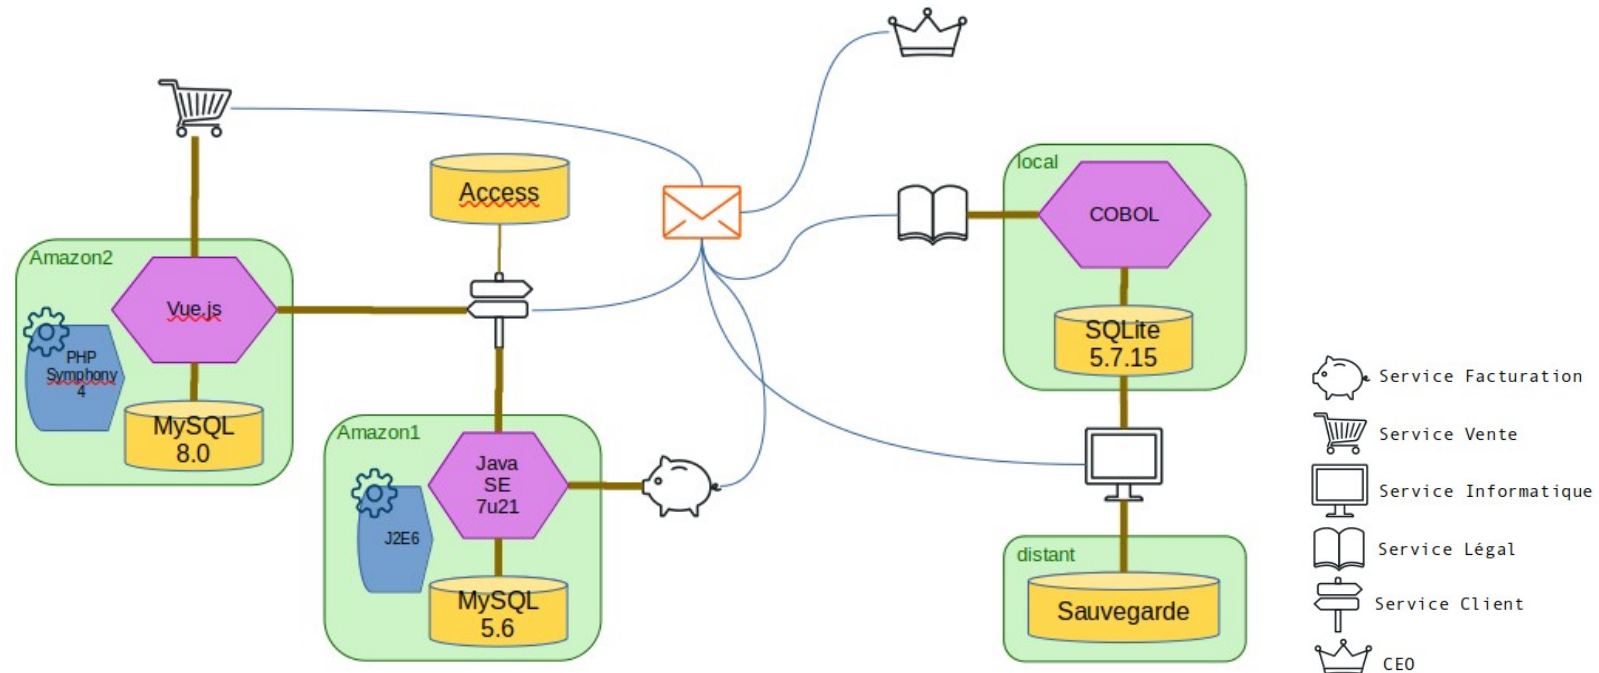 Access
local
COBOL
Amazon2
Vue.js
PHP
Symphony
4
MySQL
8.0
SQLite
5.7.15
Amazon1
Java
SE
7u21
J2E6
MySQL
5.6
distant
Sauvegarde
Service Facturation
Service Vente
Service Informatique
Service Légal
Service Client
CEO